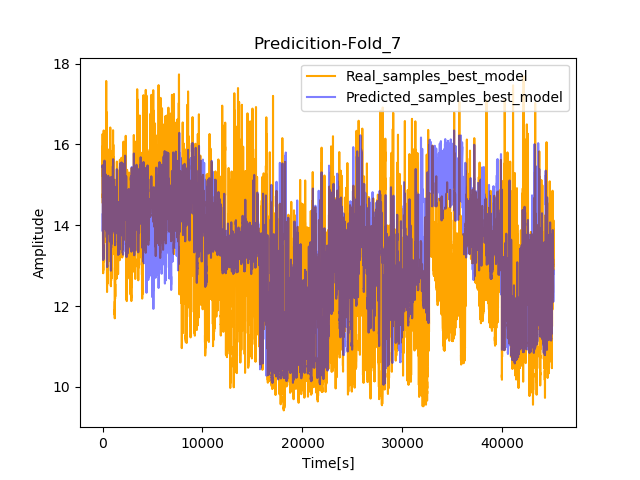 Predicition-Fold_7
Real_samples_best_model
Predicted_samples_best_model
18
16
14
12
10
Amplitude
0
10000
20000
30000
40000
Time[s]